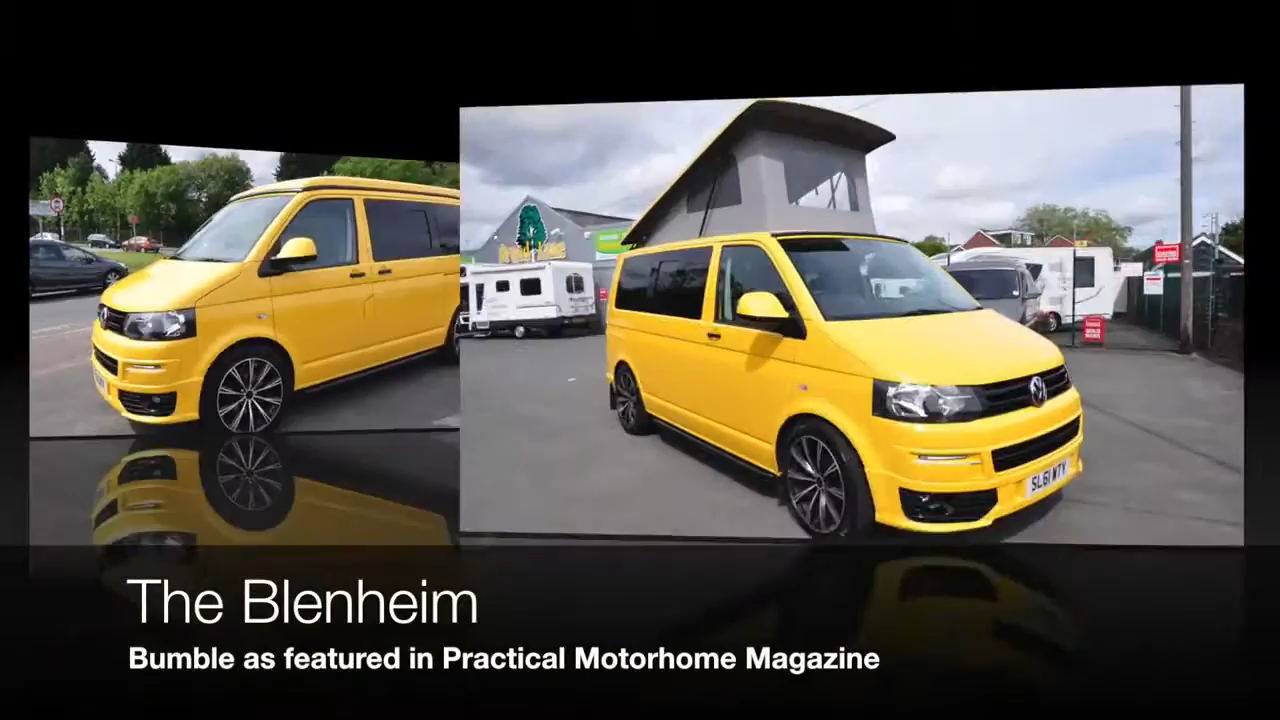 The Blenheim
Bumble as featured in Practical Motorhome Magazine
SL61 WTV